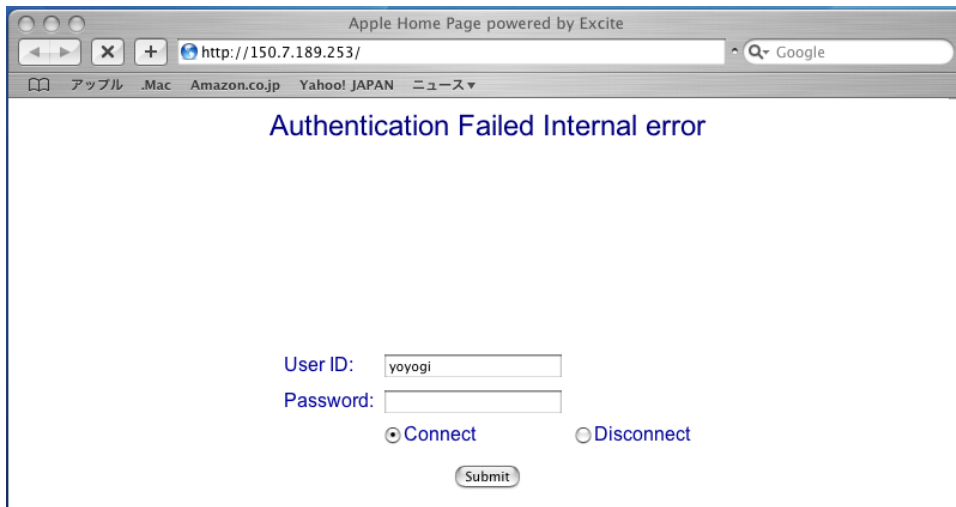 Apple Home Page powered by Excite
http://150.7.189.253/
Google
アップル .Mac Amazon.co.jp Yahoo! JAPAN ニュース▼
Authentication Failed Internal error
User ID: yoyogi
Password:
Connect Disconnect
Submit